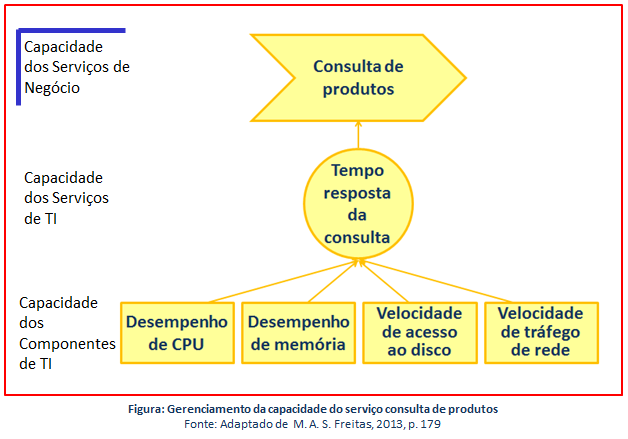 Capacidade
dos Serviços de
Negócio
Consulta de
produtos
Capacidade
dos Serviços
de TI
Tempo
resposta
da
consulta
Capacidade
dos
Componentes
de TI
Desempenho
de CPU
Desempenho
de memória
Velocidade
de acesso
ao disco
Velocidade
de tráfego
de rede
Figura: Gerenciamento da capacidade do serviço consulta de produtos
Fonte: Adaptado de M. A. S. Freitas, 2013, p. 179